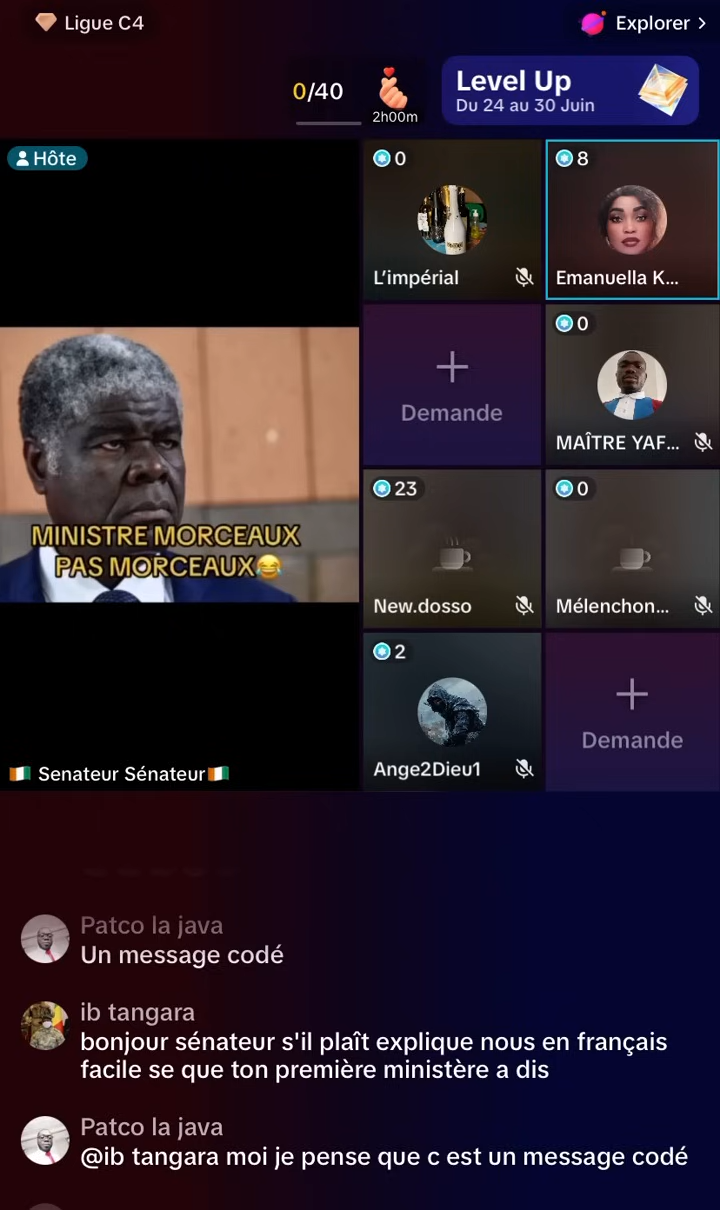 Ligue C4
Explorer >
0/40
2h00m
Level Up
Du 24 au 30 Juin
Hôte
0
L'impérial
8
Emanuella K...
Demande
0
MAÎTRE YAF...
23
New.dosso
0
Mélenchon...
2
Ange2Dieu1
Demande
MINISTRE MORCEAUX
PAS MORCEAUX😂
🇨🇮 Senateur Sénateur🇨🇮
Patco la java
Un message codé
ib tangara
bonjour sénateur s'il plaît explique nous en français
facile se que ton première ministère a dis
Patco la java
@ib tangara moi je pense que c est un message codé